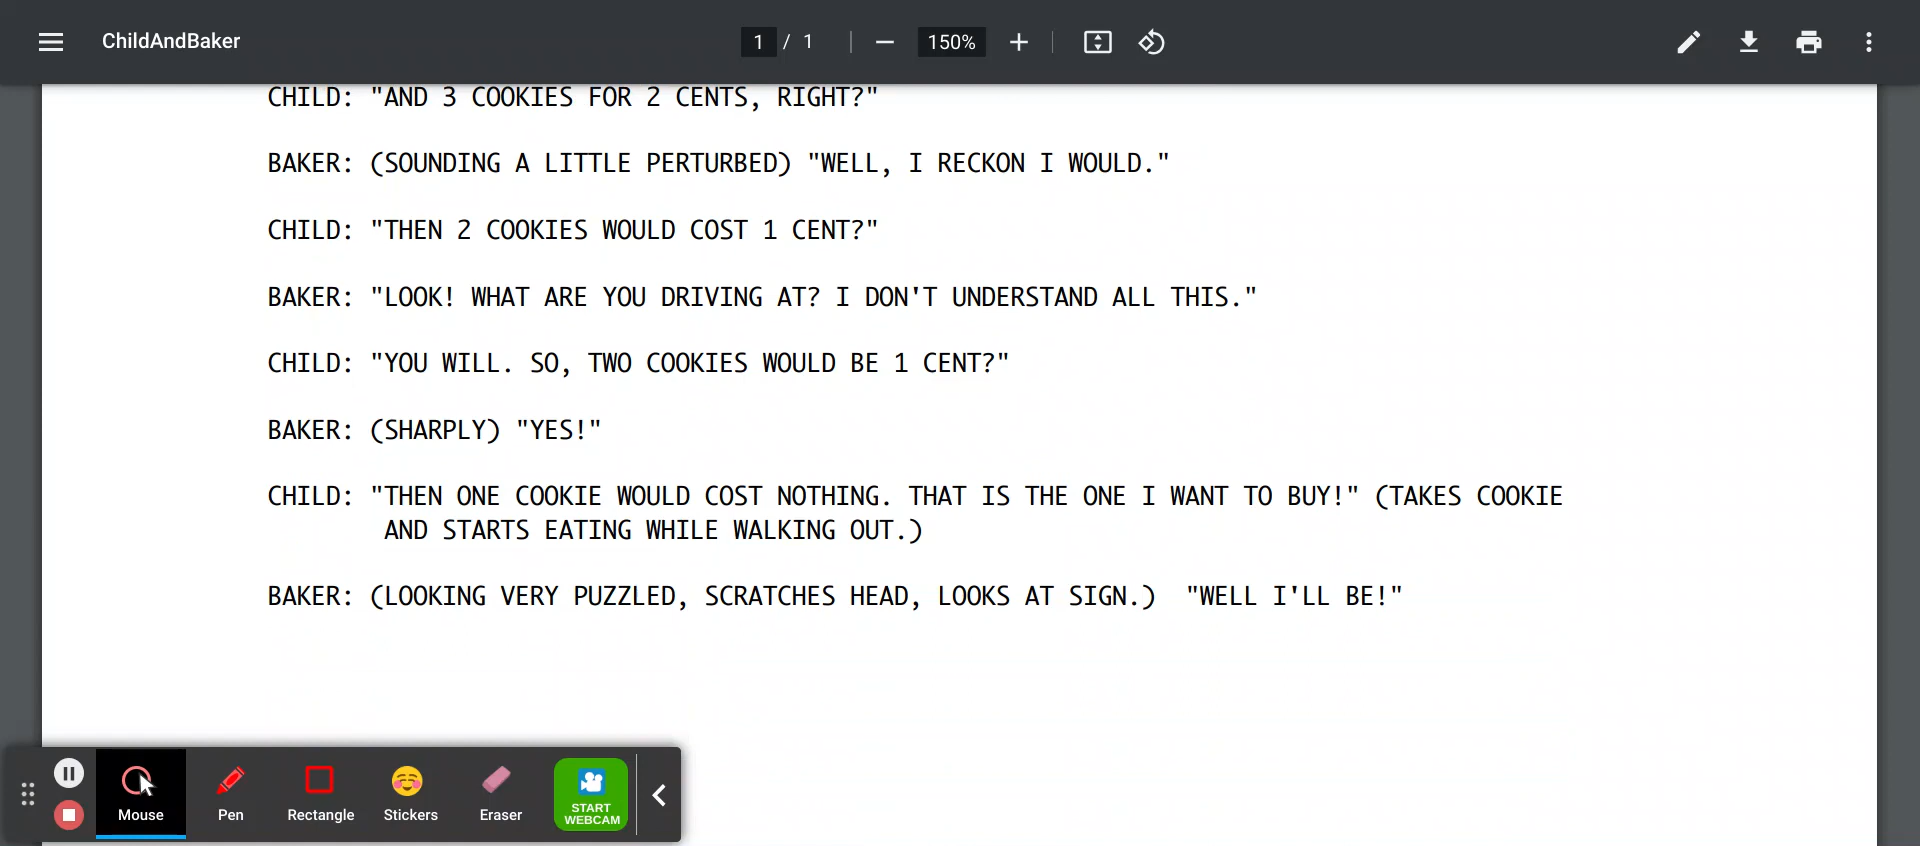 ChildAndBaker
1 / 1
150%
CHILD: "AND 3 COOKIES FOR 2 CENTS, RIGHT?"
BAKER: (SOUNDING A LITTLE PERTURBED) "WELL, I RECKON I WOULD."
CHILD: "THEN 2 COOKIES WOULD COST 1 CENT?"
BAKER: "LOOK! WHAT ARE YOU DRIVING AT? I DON'T UNDERSTAND ALL THIS."
CHILD: "YOU WILL. SO, TWO COOKIES WOULD BE 1 CENT?"
BAKER: (SHARPLY) "YES!"
CHILD: "THEN ONE COOKIE WOULD COST NOTHING. THAT IS THE ONE I WANT TO BUY!" (TAKES COOKIE
AND STARTS EATING WHILE WALKING OUT.)
BAKER: (LOOKING VERY PUZZLED, SCRATCHES HEAD, LOOKS AT SIGN.)  "WELL I'LL BE!"
Mouse
Pen
Rectangle
Stickers
Eraser
START
WEBCAM